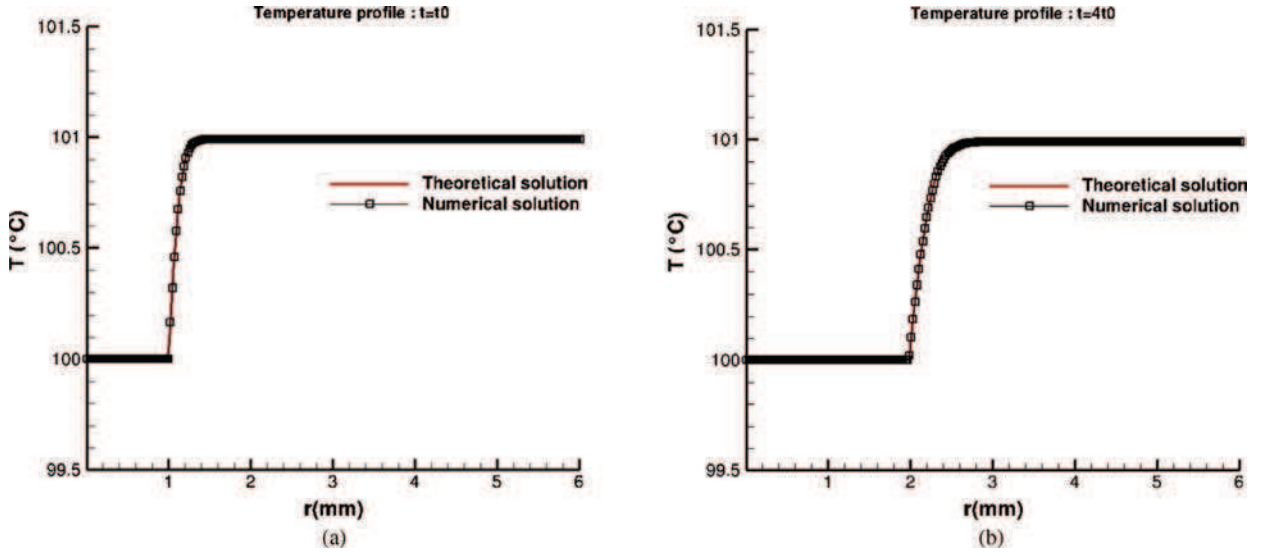 Temperature profile : t=t0
101.5
101
100.5
100
99.5
T (°C)
Theoretical solution
Numerical solution
1 2 3 4 5 6
r(mm)
(a)
Temperature profile : t=4t0
101.5
101
100.5
100
99.5
T (°C)
Theoretical solution
Numerical solution
1 2 3 4 5 6
r(mm)
(b)